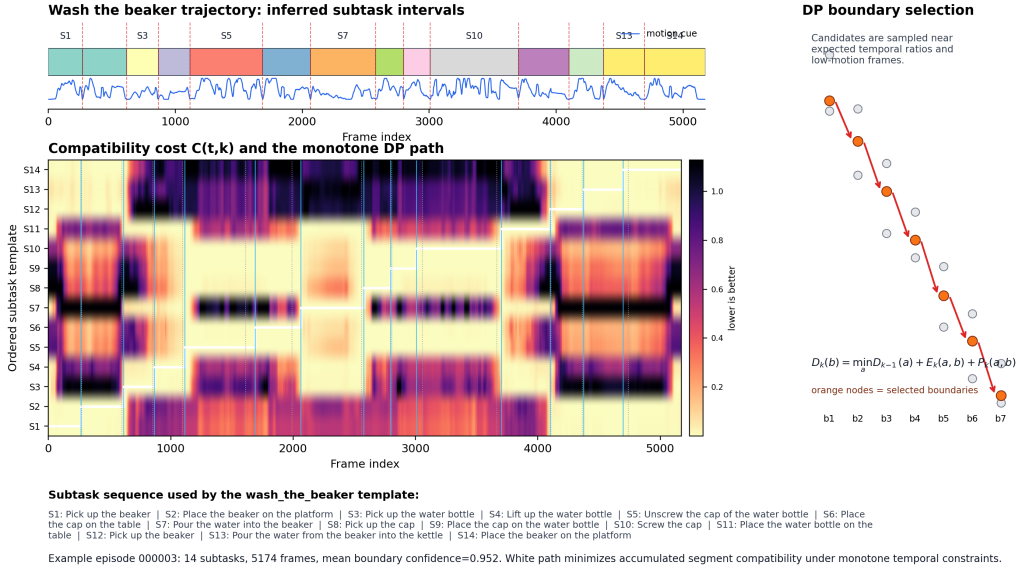 Wash the beaker trajectory: inferred subtask intervals
S1 S3 S5 S7 S10 S13 S14
motion cue
0 1000 2000 3000 4000 5000
Frame index
Compatibility cost C(t,k) and the monotone DP path
Ordered subtask template
S14
S13
S12
S11
S10
S9
S8
S7
S6
S5
S4
S3
S2
S1
0 1000 2000 3000 4000 5000
Frame index
1.0
0.8
0.6
0.4
0.2
lower is better
DP boundary selection
Candidates are sampled near
expected temporal ratios and
low motion frames.
D_k(b) = min_a D_{k−1}(a) + E_k(a, b) + P_k(a, b)
orange nodes = selected boundaries
b1 b2 b3 b4 b5 b6 b7
Subtask sequence used by the wash_the_beaker template:
S1: Pick up the beaker | S2: Place the beaker on the platform | S3: Pick up the water bottle | S4: Lift up the water bottle | S5: Unscrew the cap of the water bottle | S6: Place
the cap on the table | S7: Pour the water into the beaker | S8: Pick up the cap | S9: Place the cap on the water bottle | S10: Screw the cap | S11: Place the water bottle on the
table | S12: Pick up the beaker | S13: Pour the water from the beaker into the kettle | S14: Place the beaker on the platform
Example episode 000003: 14 subtasks, 5174 frames, mean boundary confidence=0.952. White path minimizes accumulated segment compatibility under monotone temporal constraints.